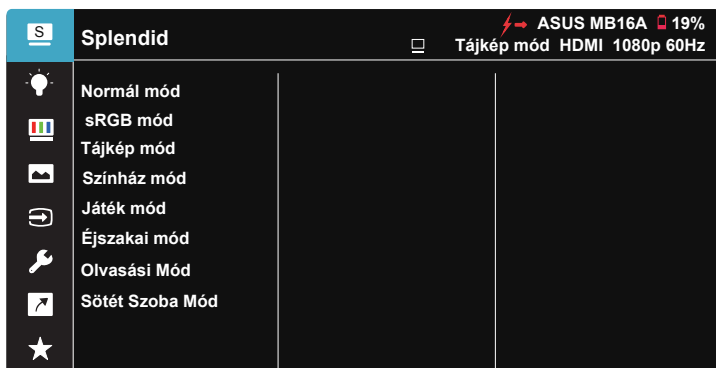 S
Splendid
ASUS MB16A 19%
Tájkép mód HDMI 1080p 60Hz
Normál mód
sRGB mód
Tájkép mód
Színház mód
Játék mód
Éjszakai mód
Olvasási Mód
Sötét Szoba Mód